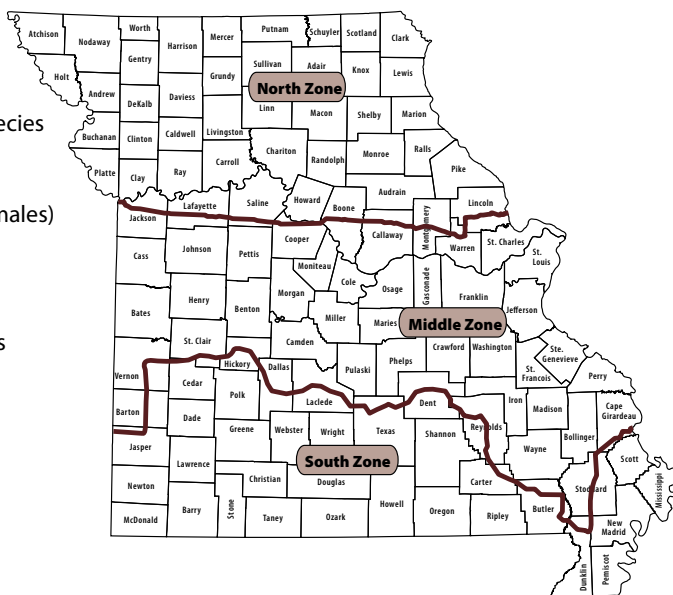 ecies
nales)
s
Atchison
Nodaway
Worth
Gentry
Harrison
Mercer
Putnam
Schuyler
Scotland
Clark
Holt
Andrew
DeKalb
Daviess
Grundy
Sullivan
Adair
Knox
Lewis
North Zone
Buchanan
Clinton
Caldwell
Livingston
Linn
Macon
Shelby
Marion
Platte
Clay
Ray
Carroll
Chariton
Randolph
Monroe
Ralls
Pike
Audrain
Jackson
Lafayette
Saline
Howard
Boone
Callaway
Montgomery
Lincoln
Warren
St. Charles
St.
Louis
Cass
Johnson
Pettis
Cooper
Moniteau
Cole
Osage
Gasconade
Franklin
Jefferson
Bates
Henry
Benton
Morgan
Miller
Maries
Middle Zone
Vernon
St. Clair
Hickory
Camden
Dallas
Pulaski
Phelps
Crawford
Washington
St.
Francois
Ste.
Genevieve
Perry
Barton
Cedar
Polk
Laclede
Dent
Iron
Madison
Cape
Girardeau
Jasper
Dade
Greene
Webster
Wright
Texas
Shannon
Reynolds
Wayne
Bollinger
Scott
Newton
Lawrence
Christian
South Zone
Douglas
Howell
Carter
Butler
Stoddard
Mississippi
McDonald
Barry
Stone
Taney
Ozark
Oregon
Ripley
New
Madrid
Dunklin
Pemiscot